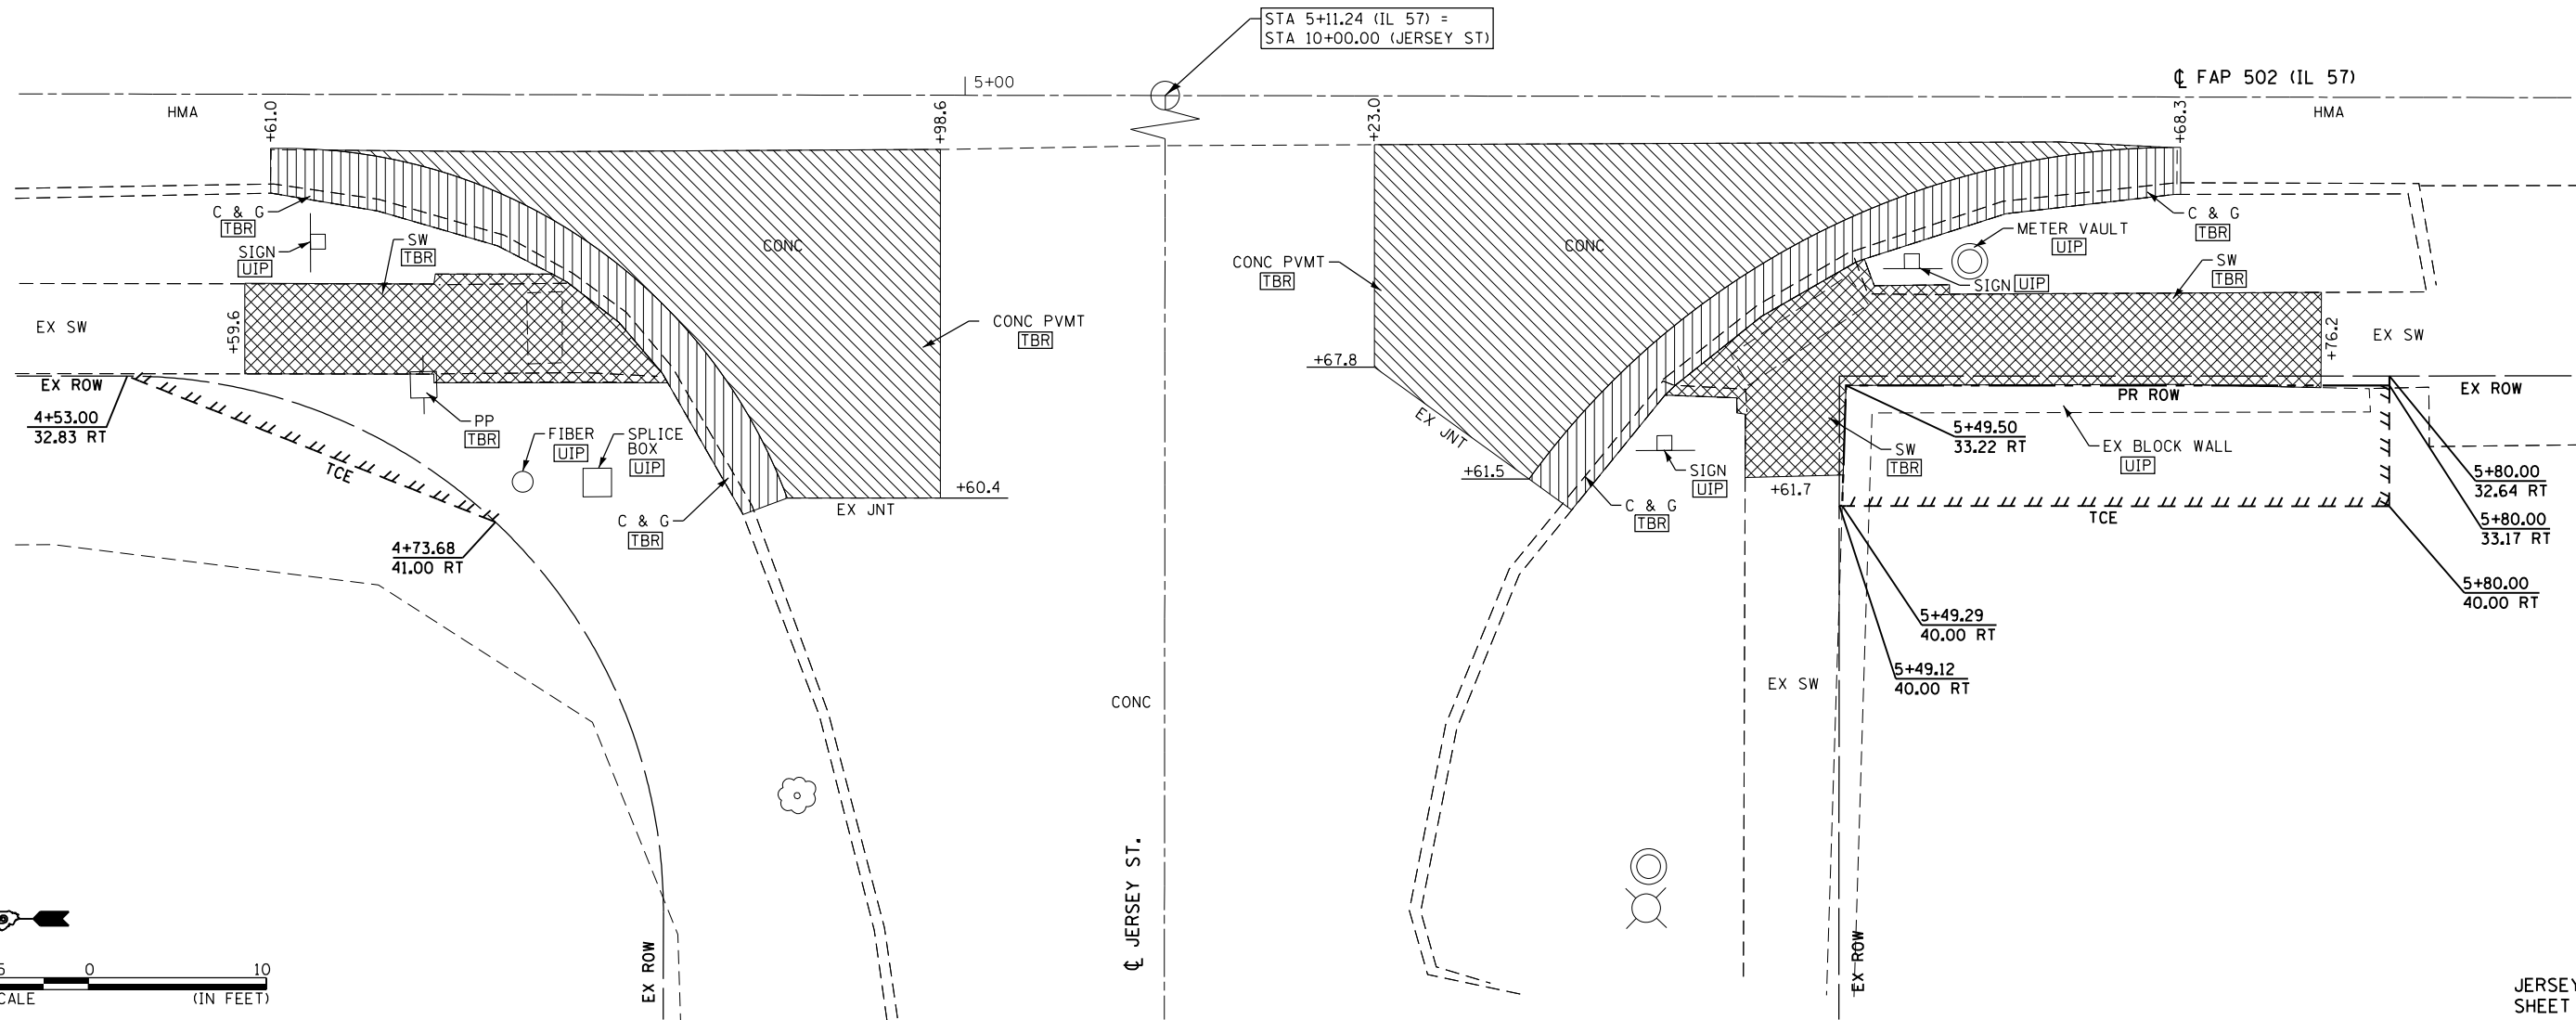 STA 5+11.24 (IL 57) =
STA 10+00.00 (JERSEY ST)
5+00
℄ FAP 502 (IL 57)
HMA
HMA
+61.0
+98.6
+23.0
+68.3
C & G
TBR
SIGN
UIP
SW
TBR
CONC
CONC
CONC PVMT
TBR
METER VAULT
UIP
SIGN UIP
C & G
TBR
SW
TBR
EX SW
+59.6
CONC PVMT
TBR
+76.2
EX SW
+67.8
EX ROW
4+53.00
32.83 RT
TCE
PP
TBR
FIBER
UIP
SPLICE
BOX
UIP
EX JNT
+61.5
SIGN
UIP
SW
TBR
+61.7
PR ROW
5+49.50
33.22 RT
EX BLOCK WALL
UIP
EX ROW
5+80.00
32.64 RT
5+80.00
33.17 RT
5+80.00
40.00 RT
+60.4
EX JNT
C & G
TBR
C & G
TBR
TCE
4+73.68
41.00 RT
5+49.29
40.00 RT
5+49.12
40.00 RT
EX SW
CONC
℄ JERSEY ST.
EX ROW
EX ROW
5 0 10
CALE (IN FEET)
JERSEY
SHEET